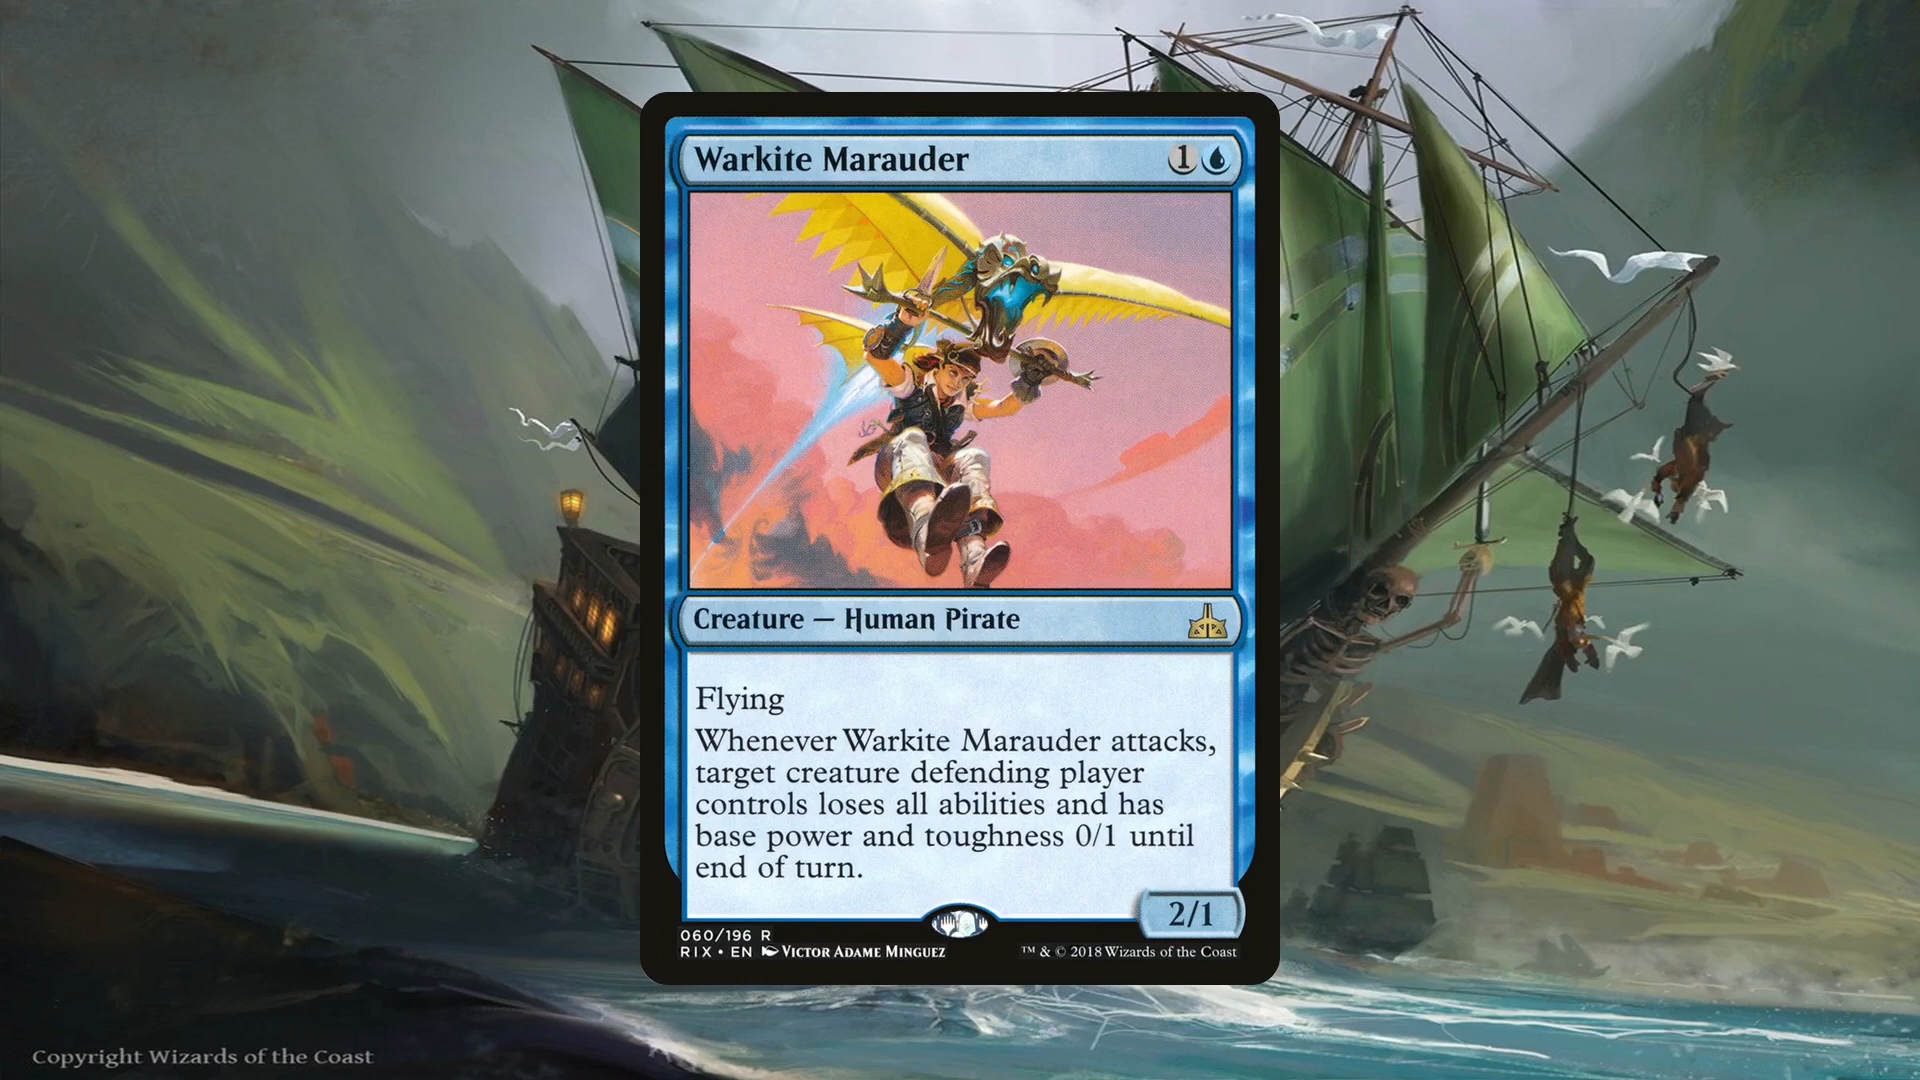 Warkite Marauder 1
Creature — Human Pirate
Flying
Whenever Warkite Marauder attacks,
target creature defending player
controls loses all abilities and has
base power and toughness 0/1 until
end of turn.
2/1
060/196 R
RIX • EN Victor Adame Minguez
™ & © 2018 Wizards of the Coast
Copyright Wizards of the Coast